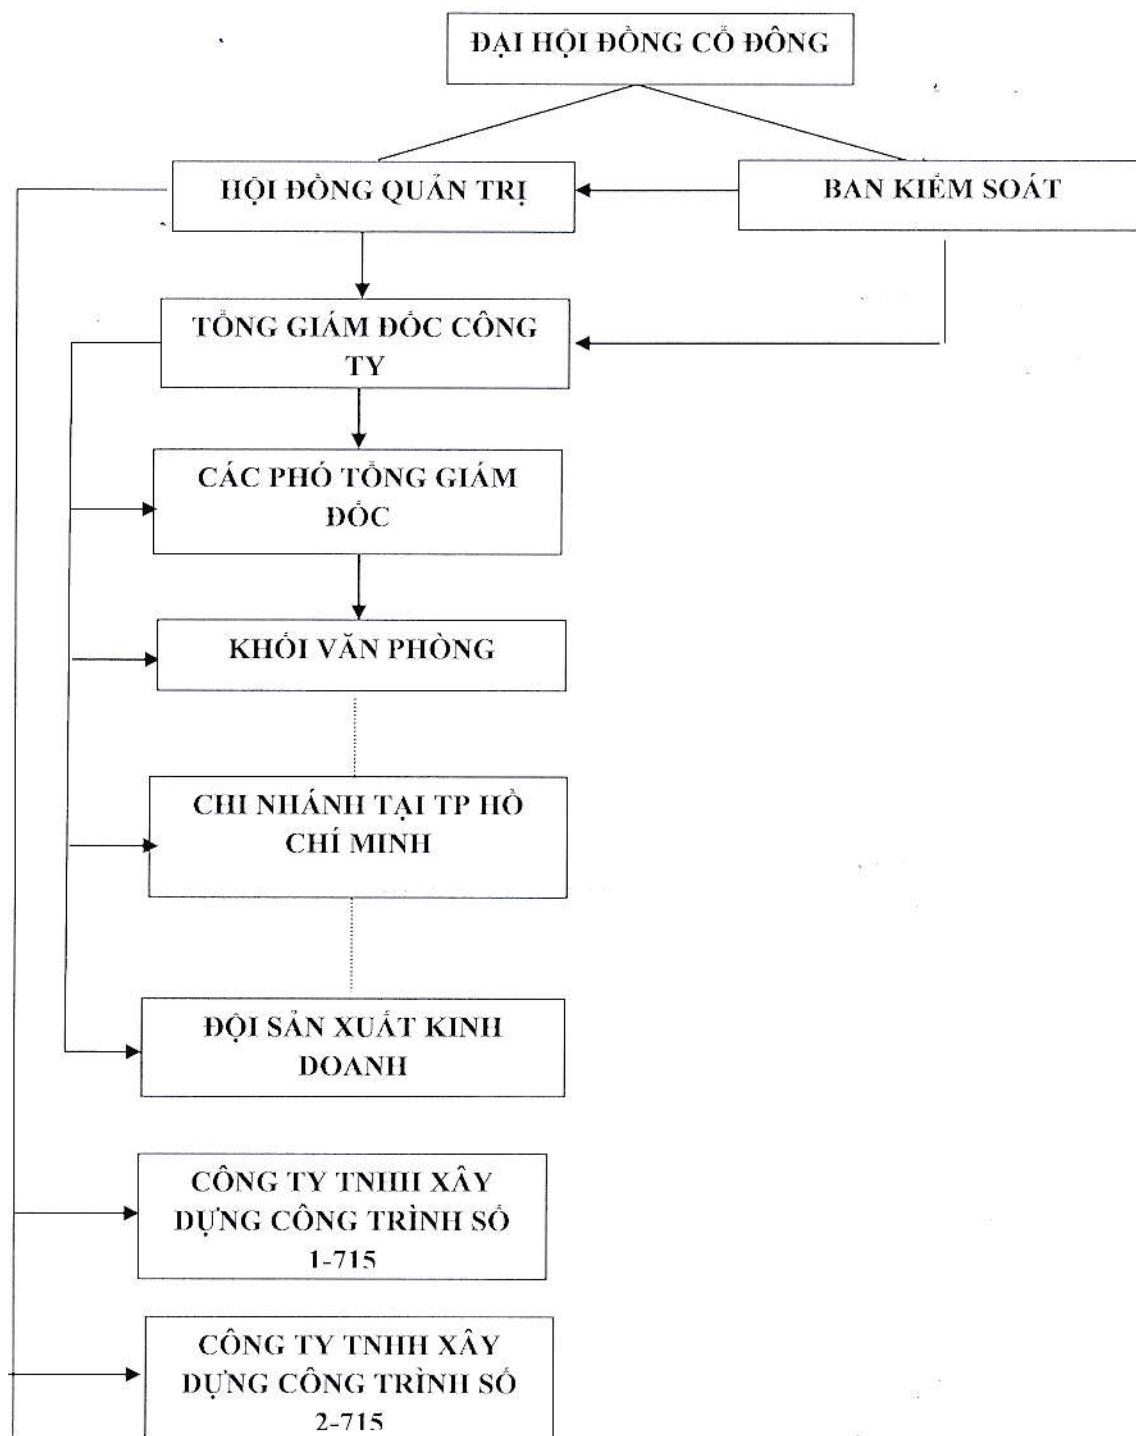 ĐẠI HỘI ĐỒNG CỔ ĐÔNG
HỘI ĐỒNG QUẢN TRỊ
BAN KIỂM SOÁT
TỔNG GIÁM ĐỐC CÔNG
TY
CÁC PHÓ TỔNG GIÁM
ĐỐC
KHỐI VĂN PHÒNG
CHI NHÁNH TẠI TP HỒ
CHÍ MINH
ĐỘI SẢN XUẤT KINH
DOANH
CÔNG TY TNHH XÂY
DỰNG CÔNG TRÌNH SỐ
1-715
CÔNG TY TNHH XÂY
DỰNG CÔNG TRÌNH SỐ
2-715